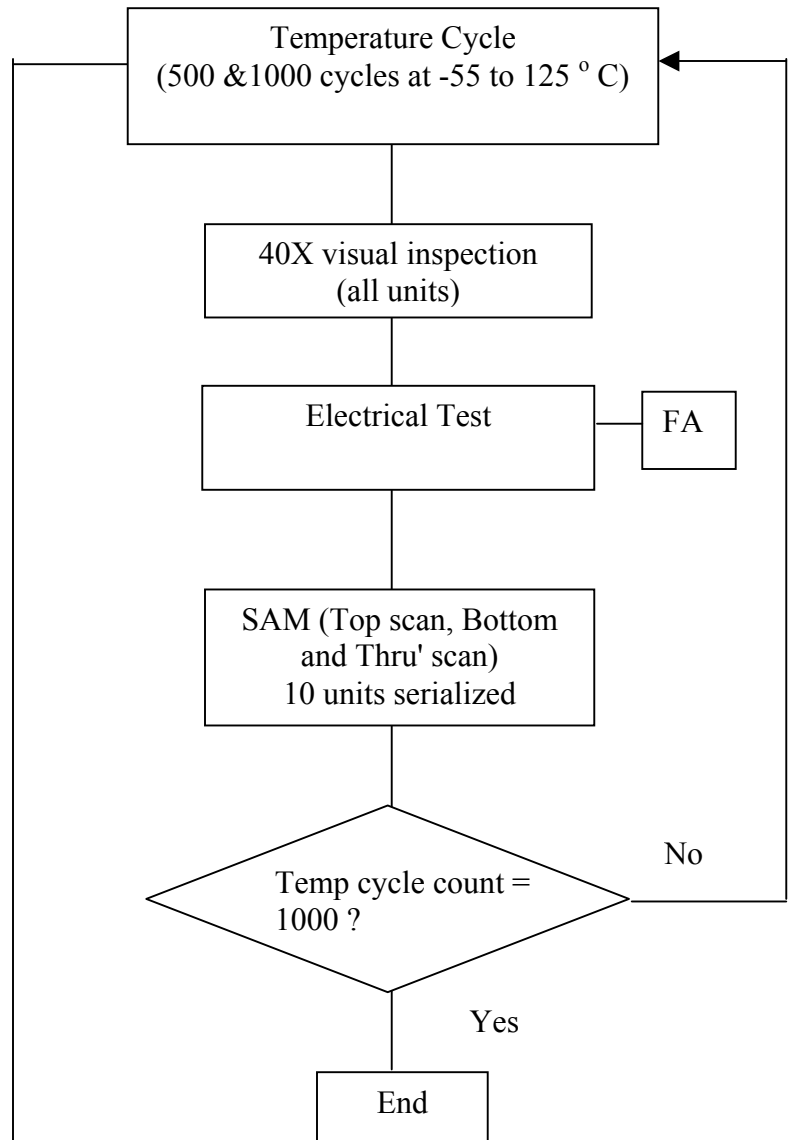 Temperature Cycle
(500 &1000 cycles at -55 to 125 º C)
40X visual inspection
(all units)
Electrical Test
FA
SAM (Top scan, Bottom
and Thru' scan)
10 units serialized
No
Temp cycle count =
1000 ?
Yes
End